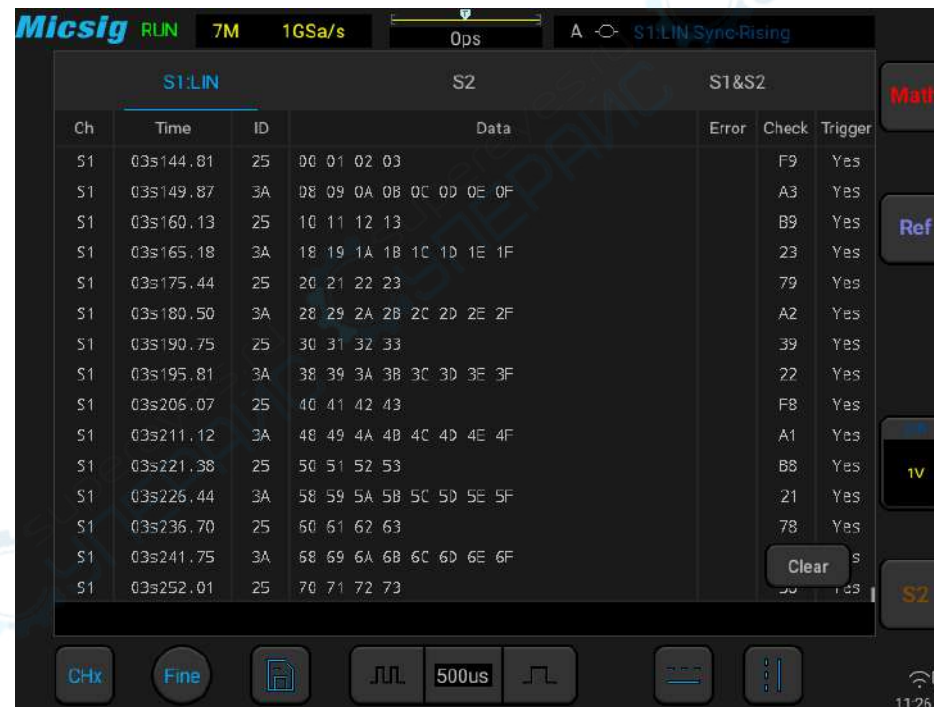 Micsig RUN 7M 1GSa/s T 0ps A S1:LIN Sync-Rising
S1:LIN S2 S1&S2
Math
Ch Time ID Data Error Check Trigger
S1 03s144.81 25 00 01 02 03 F9 Yes
S1 03s149.87 3A 08 09 0A 0B 0C 0D 0E 0F A3 Yes
S1 03s160.13 25 10 11 12 13 B9 Yes
Ref
S1 03s165.18 3A 18 19 1A 1B 1C 1D 1E 1F 23 Yes
S1 03s175.44 25 20 21 22 23 79 Yes
S1 03s180.50 3A 28 29 2A 2B 2C 2D 2E 2F A2 Yes
S1 03s190.75 25 30 31 32 33 39 Yes
S1 03s195.81 3A 38 39 3A 3B 3C 3D 3E 3F 22 Yes
S1 03s206.07 25 40 41 42 43 F8 Yes
S1 03s211.12 3A 48 49 4A 4B 4C 4D 4E 4F A1 Yes
S1 03s221.38 25 50 51 52 53 B8 Yes
1V
S1 03s226.44 3A 58 59 5A 5B 5C 5D 5E 5F 21 Yes
S1 03s236.70 25 60 61 62 63 78 Yes
S1 03s241.75 3A 68 69 6A 6B 6C 6D 6E 6F
Clear
S1 03s252.01 25 70 71 72 73
S2
CHx Fine 500us
11:26